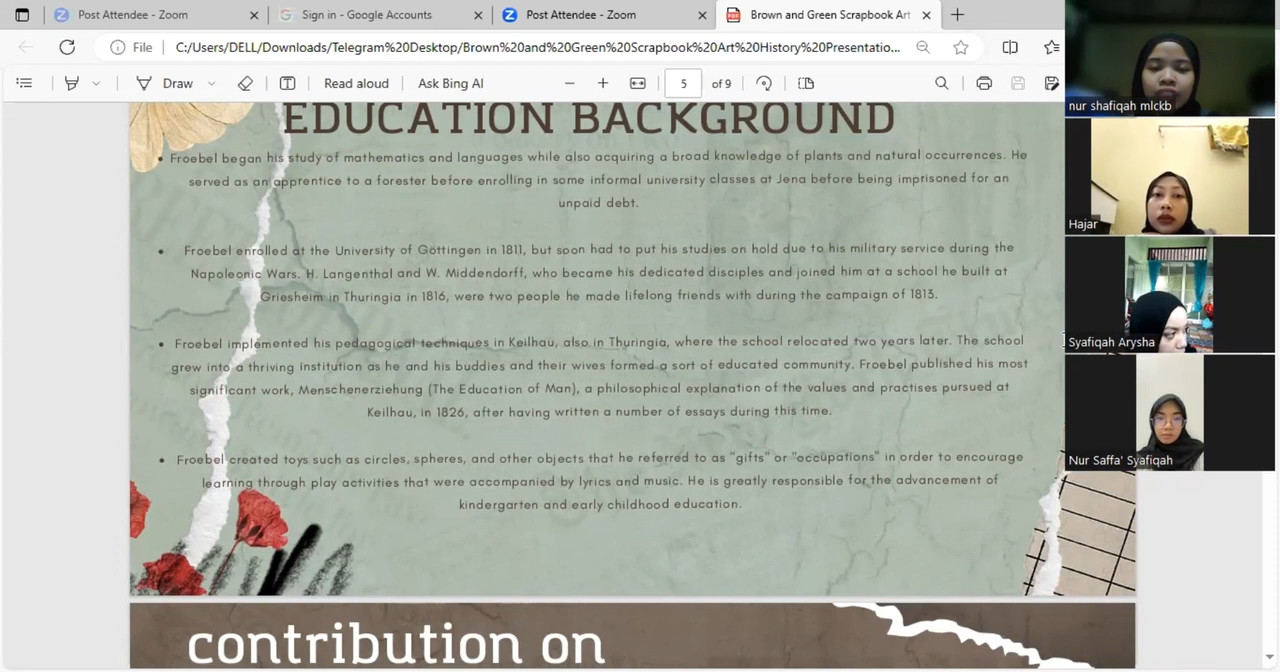 Post Attendee - Zoom
Sign in - Google Accounts
Post Attendee - Zoom
Brown and Green Scrapbook Art
File
C:/Users/DELL/Downloads/Telegram%20Desktop/Brown%20and%20Green%20Scrapbook%20Art%20History%20Presentatio...
Draw
Read aloud
Ask Bing AI
5
of 9
EDUCATION BACKGROUND
• Froebel began his study of mathematics and languages while also acquiring a broad knowledge of plants and natural occurrences. He
served as an apprentice to a forester before enrolling in some informal university classes at Jena before being imprisoned for an
unpaid debt.
• Froebel enrolled at the University of Göttingen in 1811, but soon had to put his studies on hold due to his military service during the
Napoleonic Wars. H. Langenthal and W. Middendorff, who became his dedicated disciples and joined him at a school he built at
Griesheim in Thuringia in 1816, were two people he made lifelong friends with during the campaign of 1813.
• Froebel implemented his pedagogical techniques in Keilhau, also in Thuringia, where the school relocated two years later. The school
grew into a thriving institution as he and his buddies and their wives formed a sort of educated community. Froebel published his most
significant work, Menschenerziehung (The Education of Man), a philosophical explanation of the values and practises pursued at
Keilhau, in 1826, after having written a number of essays during this time.
• Froebel created toys such as circles, spheres, and other objects that he referred to as "gifts" or "occupations" in order to encourage
learning through play activities that were accompanied by lyrics and music. He is greatly responsible for the advancement of
kindergarten and early childhood education.
contribution on
nur shafiqah mlckb
Hajar
Syafiqah Arysha
Nur Saffa' Syafiqah